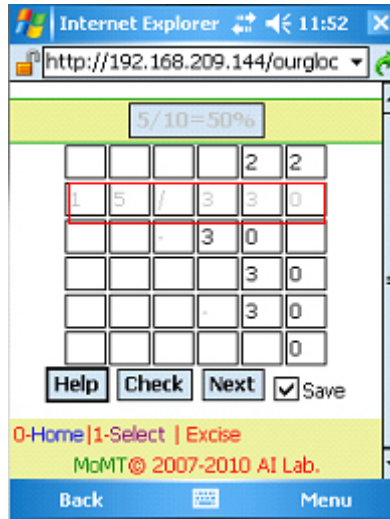 Internet Explorer 11:52
http://192.168.209.144/ourgloc
5/10=50%
2 2
1 5 / 3 3 0
- 3 0
3 0
- 3 0
0
Help Check Next Save
0-Home|1-Select | Excise
MoMT© 2007-2010 AI Lab.
Back Menu